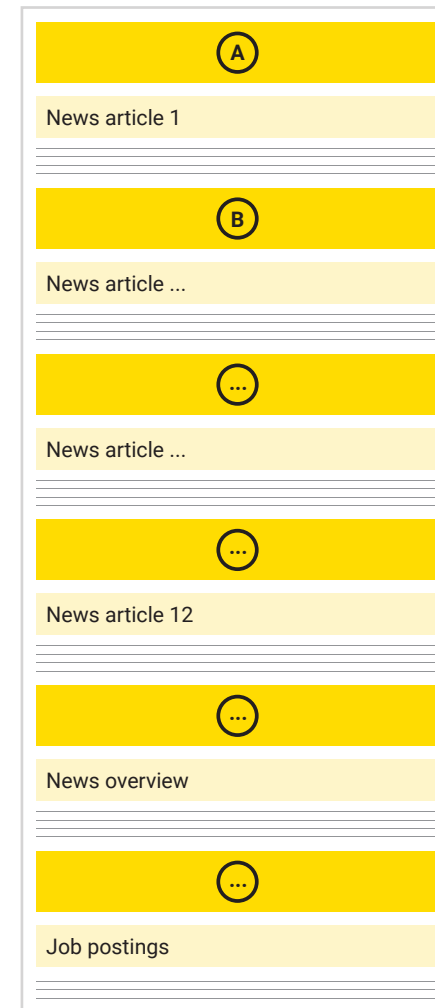 A
News article 1
B
News article ...
...
News article ...
...
News article 12
...
News overview
...
Job postings